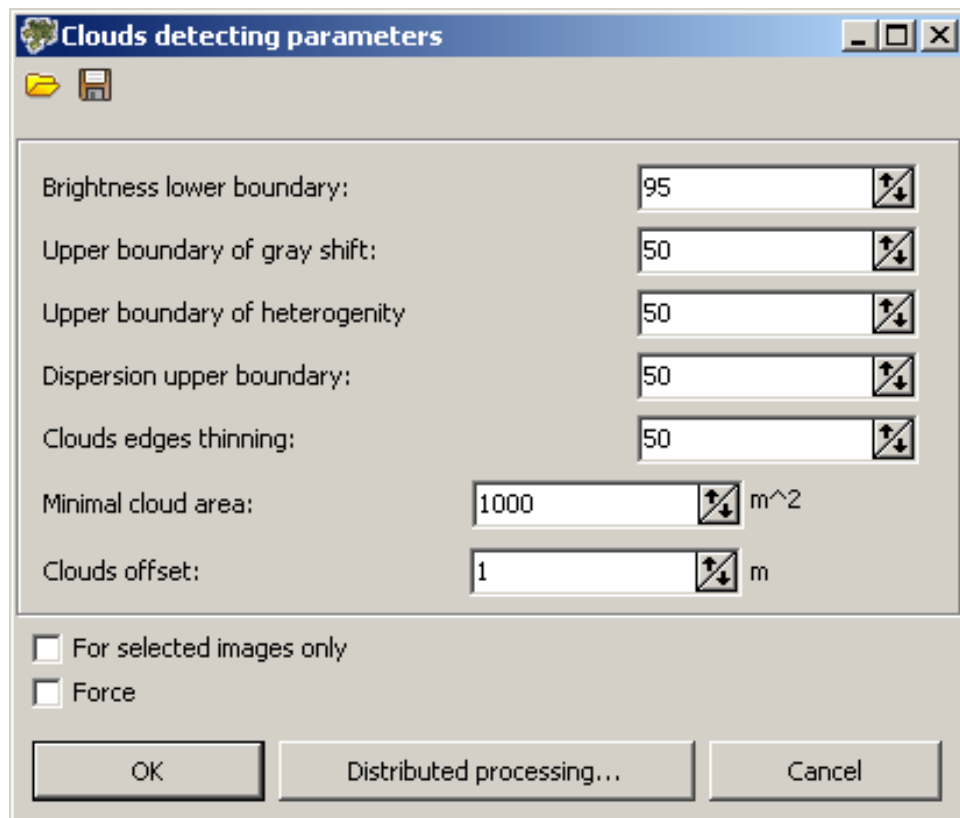 Clouds detecting parameters
Brightness lower boundary: 95
Upper boundary of gray shift: 50
Upper boundary of heterogenity 50
Dispersion upper boundary: 50
Clouds edges thinning: 50
Minimal cloud area: 1000 m^2
Clouds offset: 1 m
For selected images only
Force
OK Distributed processing... Cancel